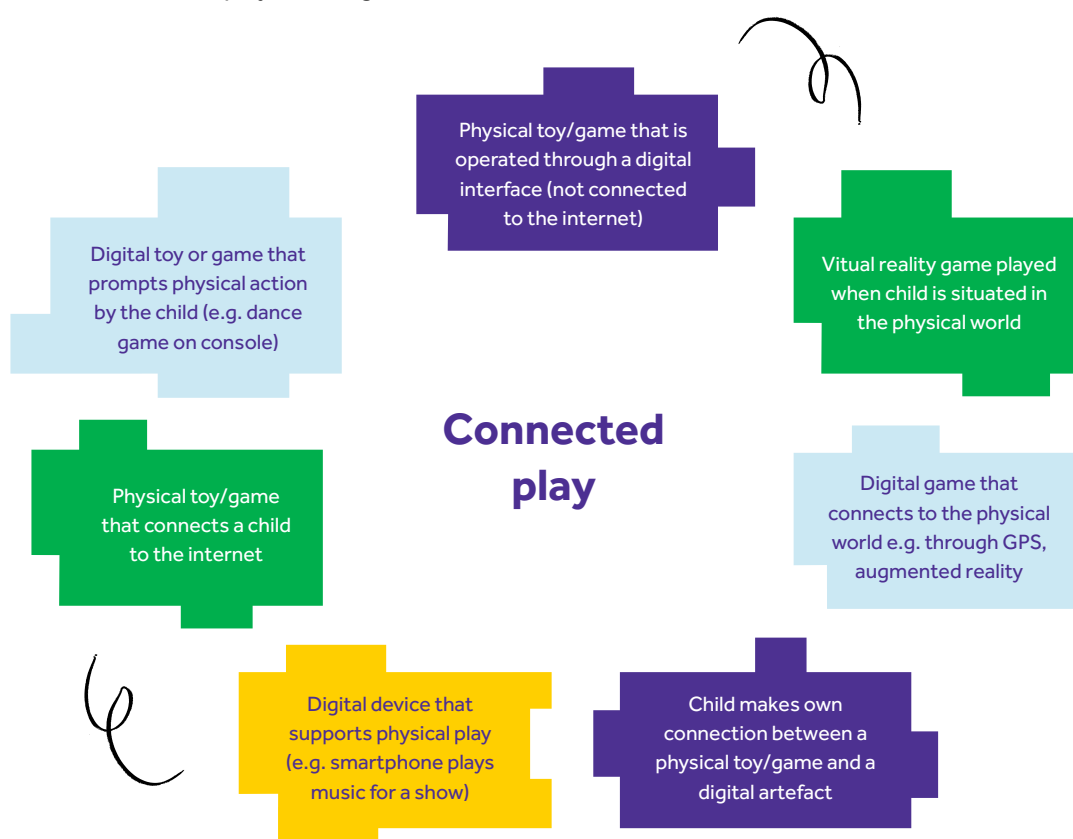 Physical toy/game that is
operated through a digital
interface (not connected
to the internet)
Vitual reality game played
when child is situated in
the physical world
Digital game that
connects to the physical
world e.g. through GPS,
augmented reality
Child makes own
connection between a
physical toy/game and a
digital artefact
Digital device that
supports physical play
(e.g. smartphone plays
music for a show)
Physical toy/game
that connects a child
to the internet
Digital toy or game that
prompts physical action
by the child (e.g. dance
game on console)
Connected
play